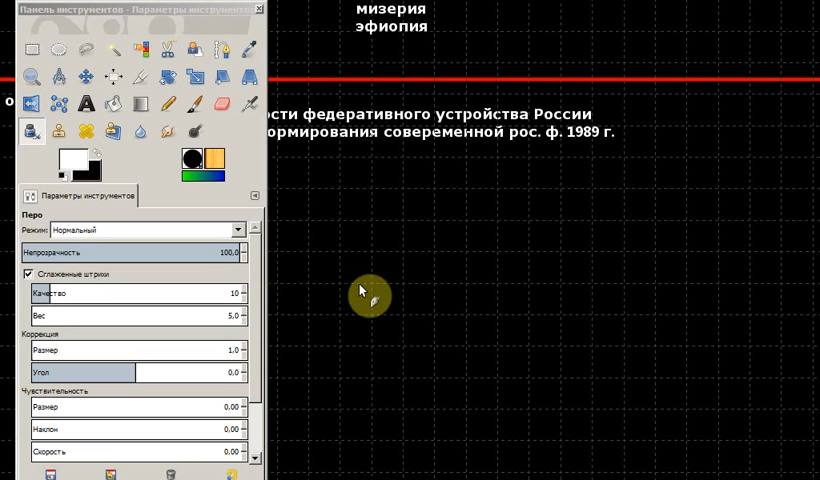 мизерия
эфиопия
Панель инструментов - Параметры инструментов
о
ости федеративного устройства России
ормирования совеременной рос. ф. 1989 г.
Параметры инструментов
Перо
Режим: Нормальный
Непрозрачность 100,0
Сглаженные штрихи
Качество 10
Вес 5,0
Коррекция
Размер 1,0
Угол 0,0
Чувствительность
Размер 0,00
Наклон 0,00
Скорость 0,00